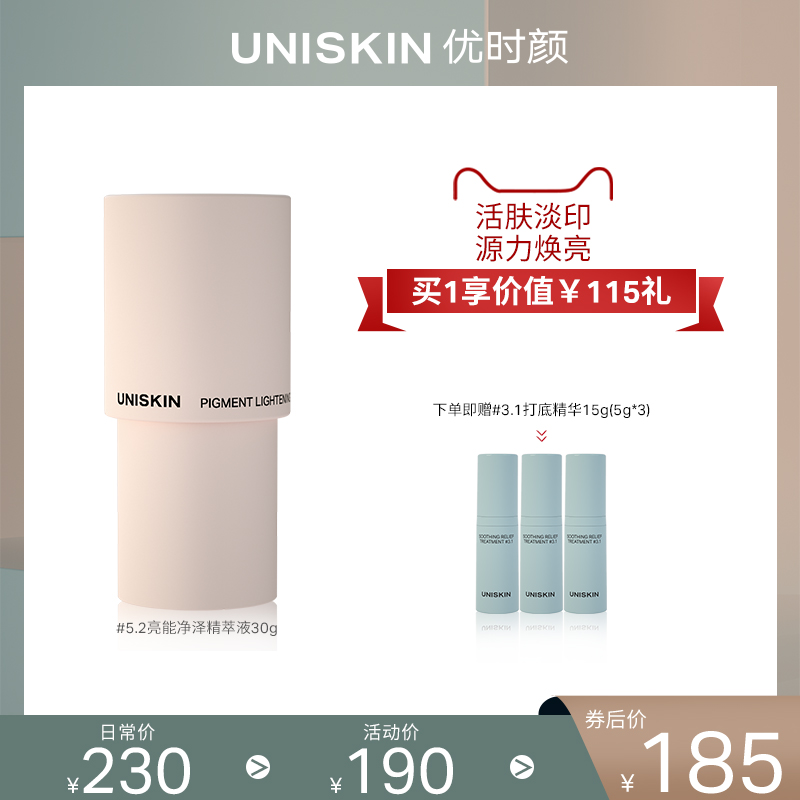 UNISKIN 优时颜
活肤淡印
源力焕亮
买1享价值￥115礼
UNISKIN PIGMENT LIGHTENING
下单即赠#3.1打底精华15g(5g*3)
SOOTHING RELIEF
TREATMENT #3.1
UNISKIN
SOOTHING RELIEF
TREATMENT #3.1
UNISKIN
SOOTHING RELIEF
TREATMENT #3.1
UNISKIN
#5.2亮能净泽精萃液30g
日常价
¥230
>
活动价
¥190
>
券后价
¥185